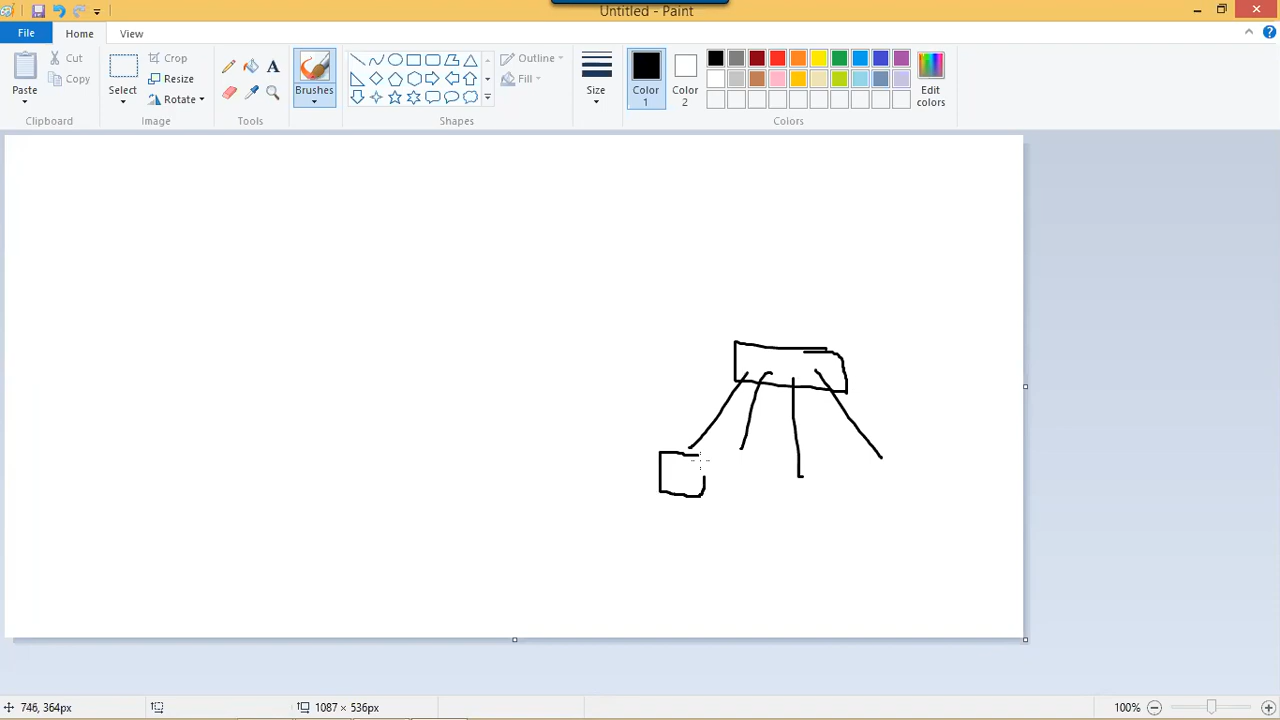 Untitled - Paint
File Home View
Paste
Cut
Copy
Clipboard
Select
Crop
Resize
Rotate
Image
A
Tools
Brushes
Shapes
Outline
Fill
Size
Color 1
Color 2
Edit colors
Colors
746, 364px
1087 × 536px
100%